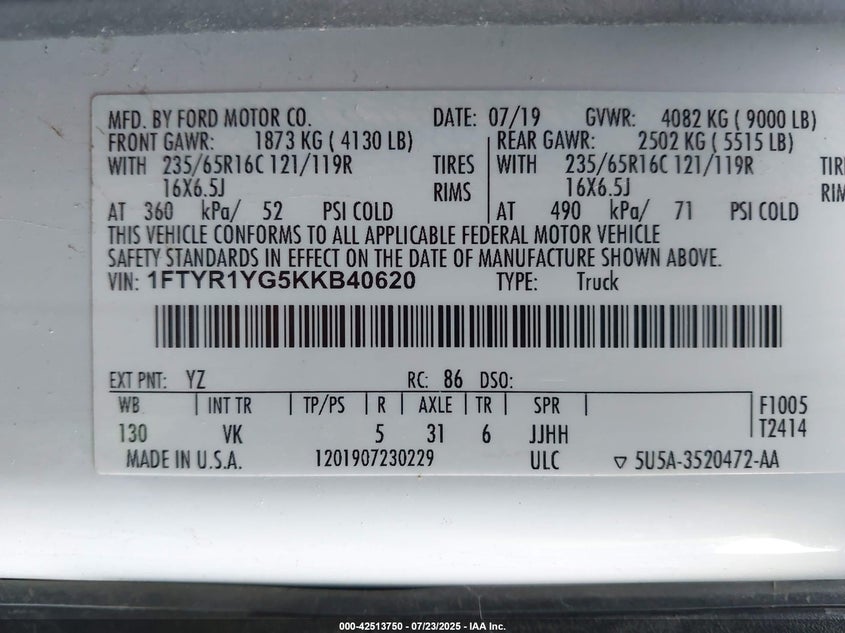 MFD. BY FORD MOTOR CO. DATE: 07/19 GVWR: 4082 KG ( 9000 LB)
FRONT GAWR: 1873 KG ( 4130 LB) REAR GAWR: 2502 KG ( 5515 LB)
WITH 235/65R16C 121/119R TIRES WITH 235/65R16C 121/119R TIRE
16X6.5J RIMS 16X6.5J RIM
AT 360 kPa/ 52 PSI COLD AT 490 kPa/ 71 PSI COLD
THIS VEHICLE CONFORMS TO ALL APPLICABLE FEDERAL MOTOR VEHICLE
SAFETY STANDARDS IN EFFECT ON THE DATE OF MANUFACTURE SHOWN ABOVE.
VIN: 1FTYR1YG5KKB40620 TYPE: Truck
EXT PNT: YZ RC: 86 DSO:
WB INT TR TP/PS R AXLE TR SPR F1005
130 VK 5 31 6 JJHH T2414
MADE IN U.S.A. 1201907230229 ULC ▽ 5U5A-3520472-AA
000-42513750 - 07/23/2025 - IAA Inc.